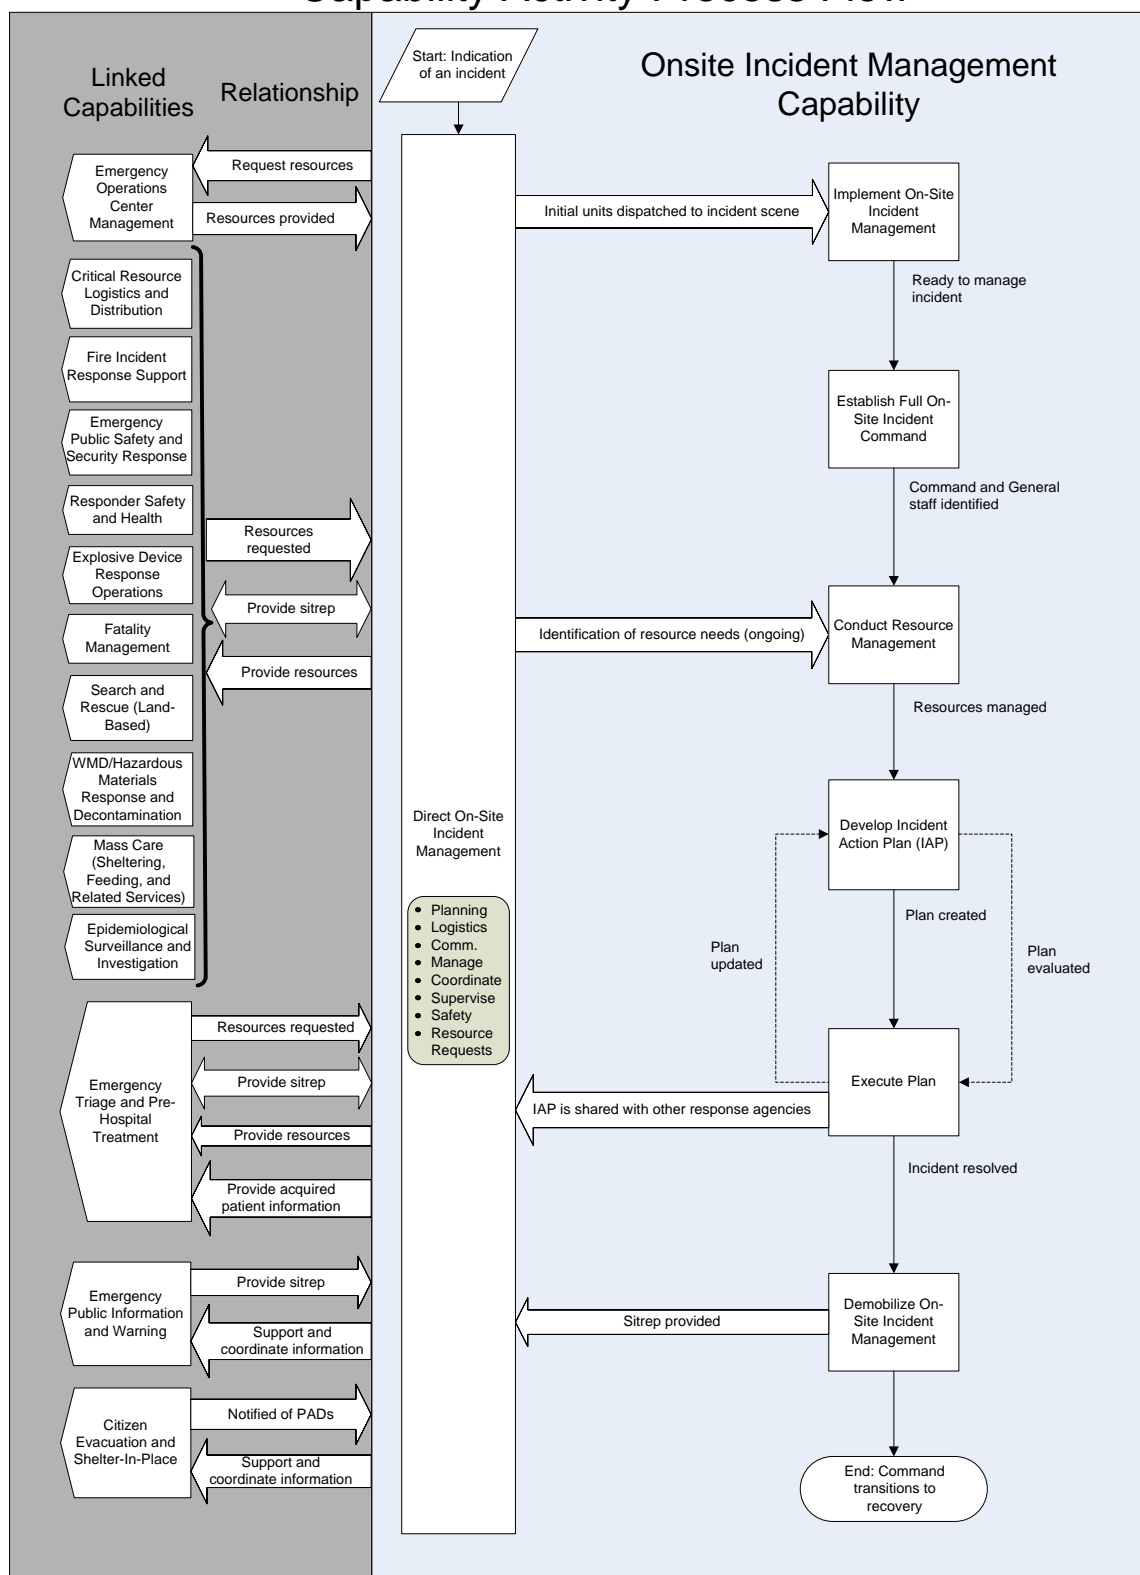 Capability Activity Process Flow
Linked
Capabilities
Relationship
Start: Indication
of an incident
Onsite Incident Management
Capability
Emergency
Operations
Center
Management
Request resources
Resources provided
Initial units dispatched to incident scene
Implement On-Site
Incident
Management
Ready to manage
incident
Critical Resource
Logistics and
Distribution
Fire Incident
Response Support
Emergency
Public Safety and
Security Response
Responder Safety
and Health
Explosive Device
Response
Operations
Fatality
Management
Search and
Rescue (Land-
Based)
WMD/Hazardous
Materials
Response and
Decontamination
Mass Care
(Sheltering,
Feeding, and
Related Services)
Epidemiological
Surveillance and
Investigation
Resources
requested
Provide sitrep
Provide resources
Establish Full On-
Site Incident
Command
Command and General
staff identified
Identification of resource needs (ongoing)
Conduct Resource
Management
Resources managed
Direct On-Site
Incident
Management
• Planning
• Logistics
• Comm.
• Manage
• Coordinate
• Supervise
• Safety
• Resource
Requests
Develop Incident
Action Plan (IAP)
Plan created
Plan
updated
Plan
evaluated
Execute Plan
IAP is shared with other response agencies
Incident resolved
Emergency
Triage and Pre-
Hospital
Treatment
Resources requested
Provide sitrep
Provide resources
Provide acquired
patient information
Emergency
Public Information
and Warning
Provide sitrep
Support and
coordinate information
Sitrep provided
Demobilize On-
Site Incident
Management
Citizen
Evacuation and
Shelter-In-Place
Notified of PADs
Support and
coordinate information
End: Command
transitions to
recovery